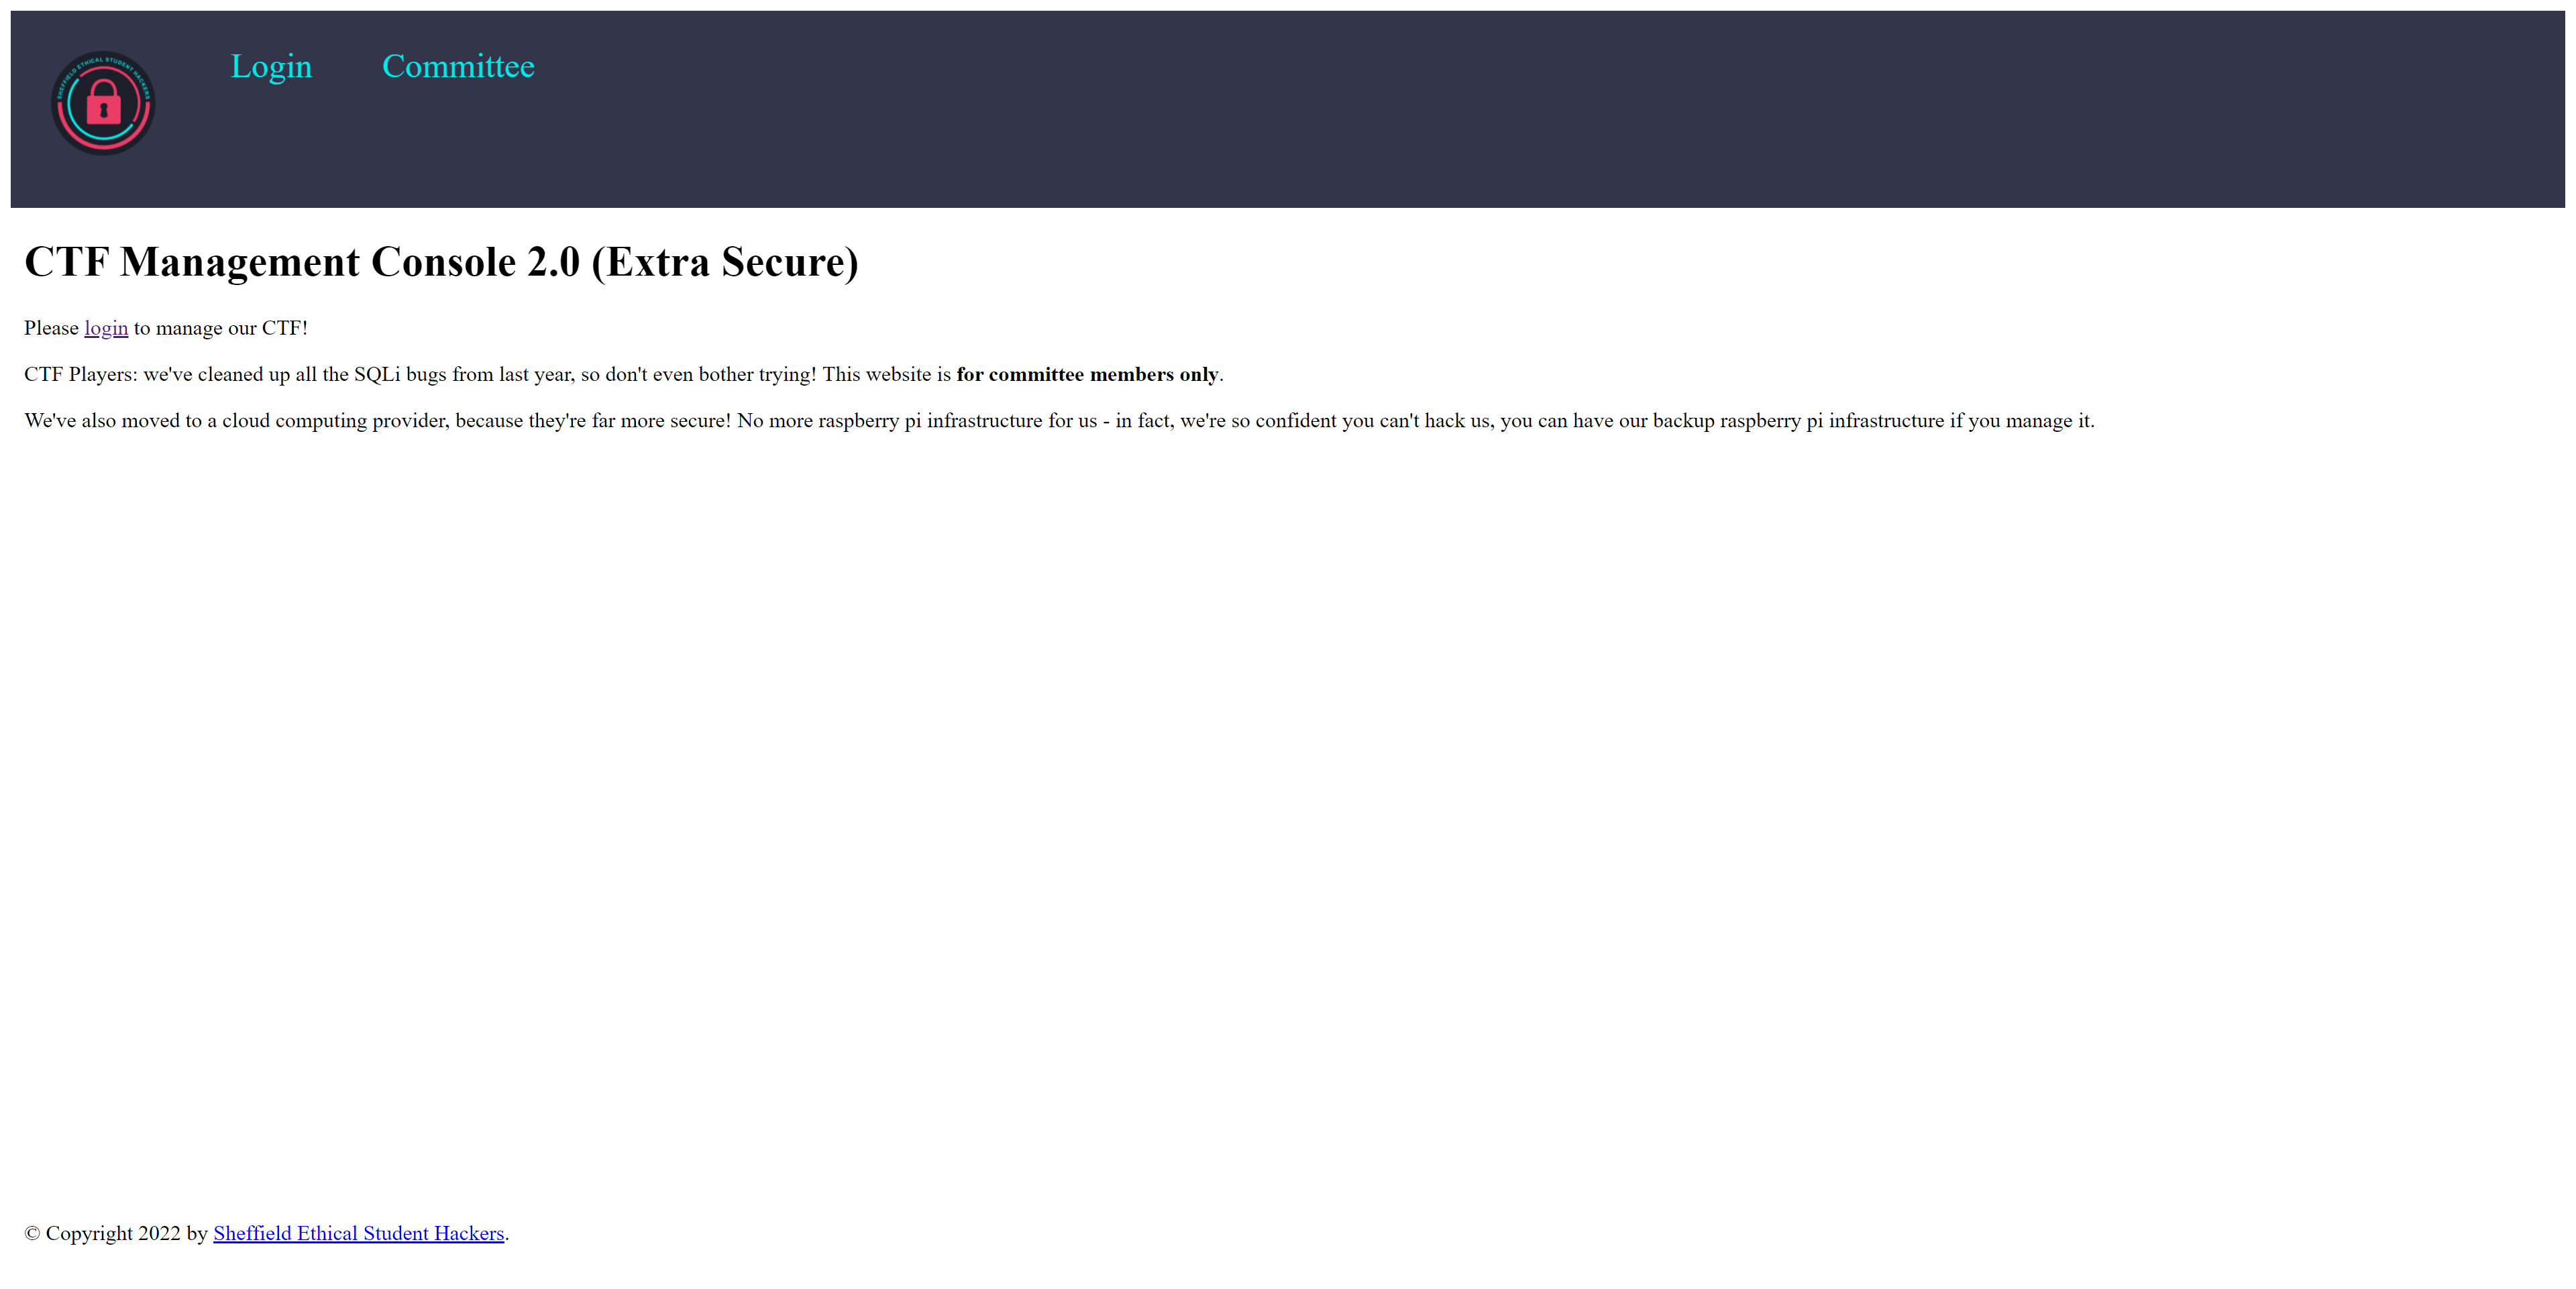 SHEFFIELD ETHICAL STUDENT HACKERS
Login Committee
CTF Management Console 2.0 (Extra Secure)
Please login to manage our CTF!
CTF Players: we've cleaned up all the SQLi bugs from last year, so don't even bother trying! This website is for committee members only.
We've also moved to a cloud computing provider, because they're far more secure! No more raspberry pi infrastructure for us - in fact, we're so confident you can't hack us, you can have our backup raspberry pi infrastructure if you manage it.
© Copyright 2022 by Sheffield Ethical Student Hackers.